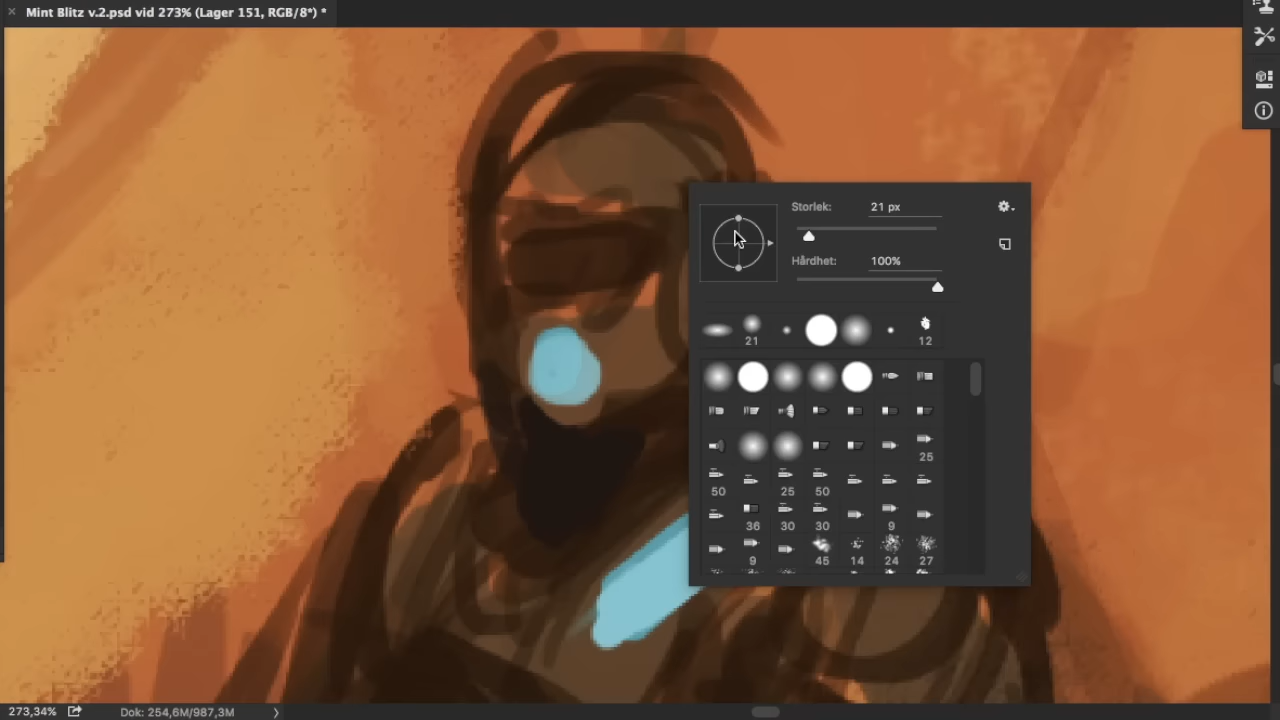 Mint Blitz v.2.psd vid 273% (Lager 151, RGB/8*) *
Storlek: 21 px
Hårdhet: 100%
21 12
25
50 25 50
36 30 30 9
9 45 14 24 27
273,34% Dok: 254,6M/987,3M